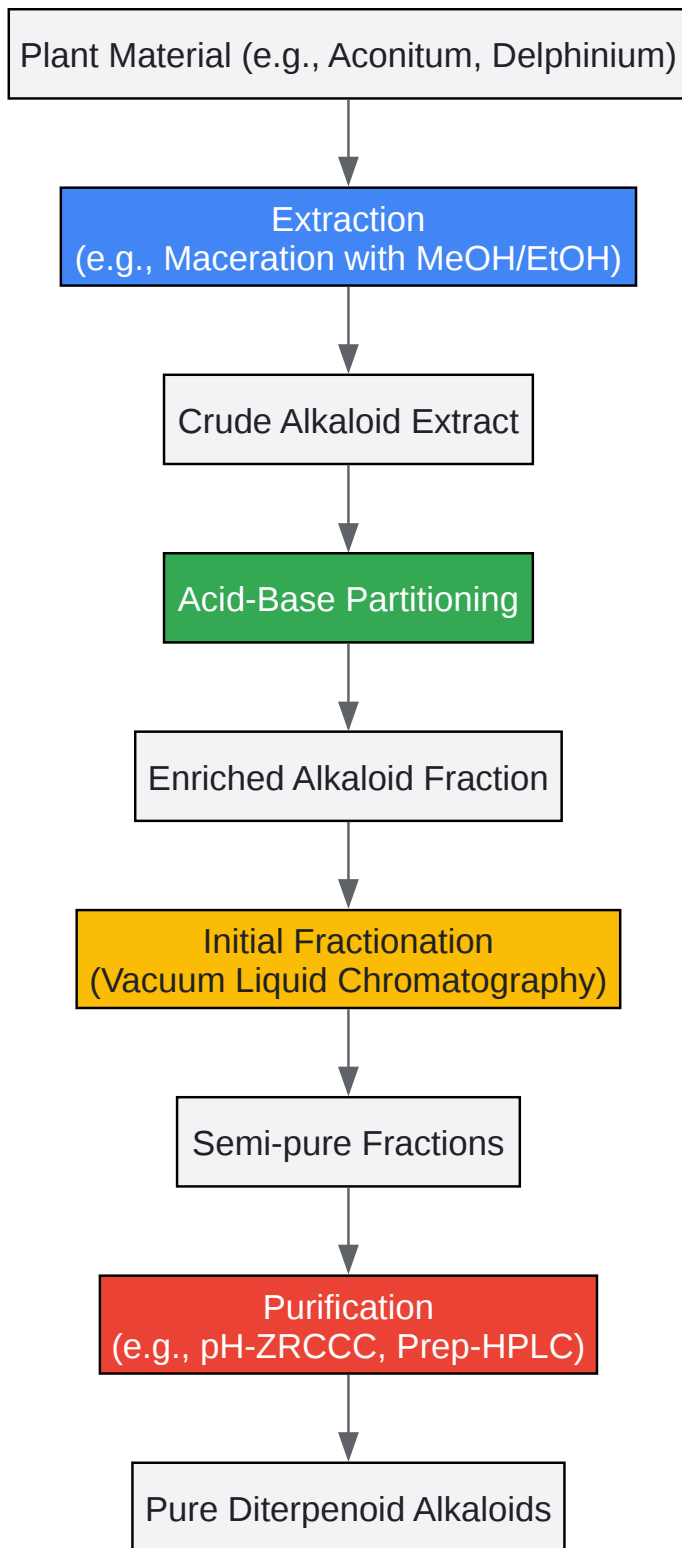 Plant Material (e.g., Aconitum, Delphinium)
Extraction
(e.g., Maceration with MeOH/EtOH)
Crude Alkaloid Extract
Acid-Base Partitioning
Enriched Alkaloid Fraction
Initial Fractionation
(Vacuum Liquid Chromatography)
Semi-pure Fractions
Purification
(e.g., pH-ZRCCC, Prep-HPLC)
Pure Diterpenoid Alkaloids